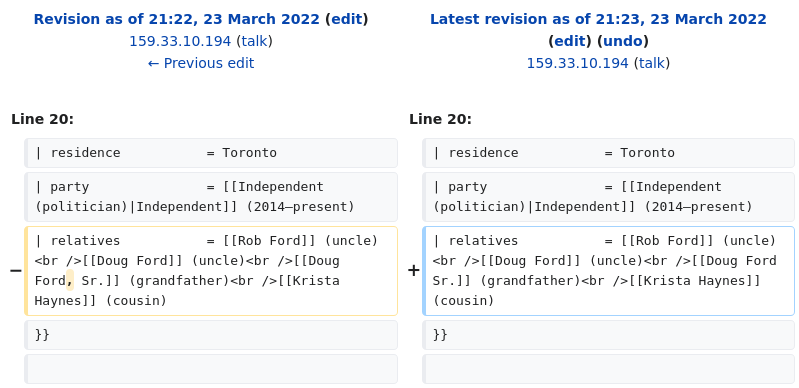 Revision as of 21:22, 23 March 2022 (edit)
159.33.10.194 (talk)
← Previous edit
Latest revision as of 21:23, 23 March 2022
(edit) (undo)
159.33.10.194 (talk)
Line 20:
Line 20:
| residence           = Toronto
| residence           = Toronto
| party               = [[Independent
(politician)|Independent]] (2014–present)
| party               = [[Independent
(politician)|Independent]] (2014–present)
−
| relatives           = [[Rob Ford]] (uncle)
<br />[[Doug Ford]] (uncle)<br />[[Doug
Ford, Sr.]] (grandfather)<br />[[Krista
Haynes]] (cousin)
+
| relatives           = [[Rob Ford]] (uncle)
<br />[[Doug Ford]] (uncle)<br />[[Doug Ford
Sr.]] (grandfather)<br />[[Krista Haynes]]
(cousin)
}}
}}